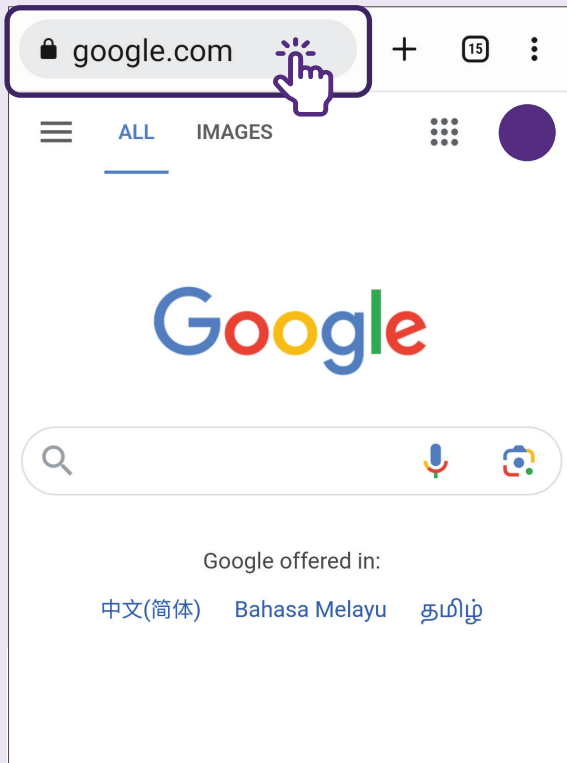 google.com 15
ALL IMAGES
Google
Google offered in:
中文(简体) Bahasa Melayu தமிழ்